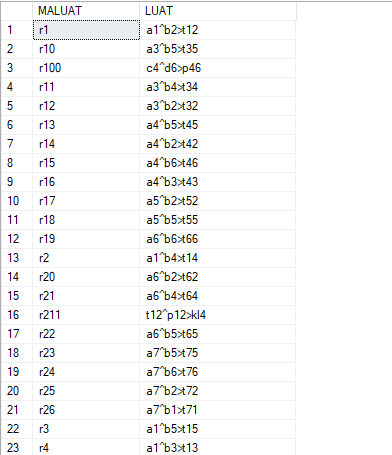 MALUAT LUAT
1 r1 a1^b2>t12
2 r10 a3^b5>t35
3 r100 c4^d6>p46
4 r11 a3^b4>t34
5 r12 a3^b2>t32
6 r13 a4^b5>t45
7 r14 a4^b2>t42
8 r15 a4^b6>t46
9 r16 a4^b3>t43
10 r17 a5^b2>t52
11 r18 a5^b5>t55
12 r19 a6^b6>t66
13 r2 a1^b4>t14
14 r20 a6^b2>t62
15 r21 a6^b4>t64
16 r211 t12^p12>kl4
17 r22 a6^b5>t65
18 r23 a7^b5>t75
19 r24 a7^b6>t76
20 r25 a7^b2>t72
21 r26 a7^b1>t71
22 r3 a1^b5>t15
23 r4 a1^b3>t13